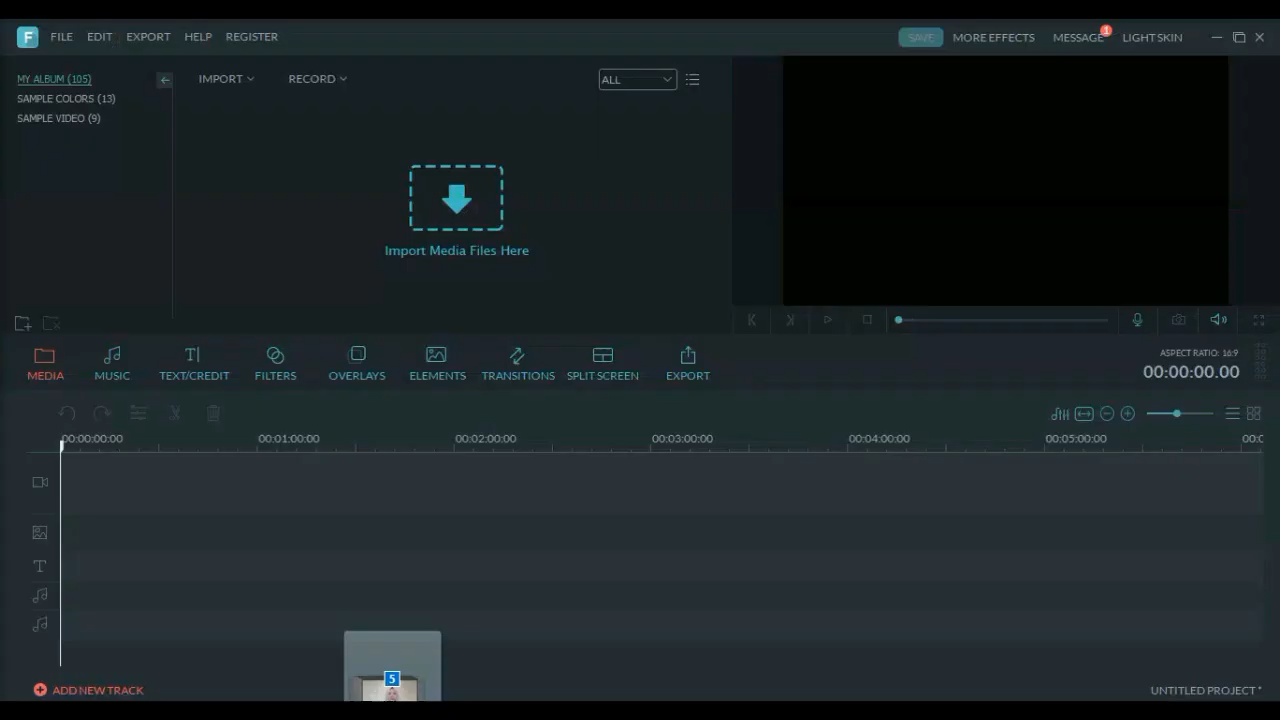 F FILE EDIT EXPORT HELP REGISTER SAVE MORE EFFECTS MESSAGE 1 LIGHT SKIN
MY ALBUM (105)
SAMPLE COLORS (13)
SAMPLE VIDEO (9)
IMPORT RECORD ALL
Import Media Files Here
MEDIA MUSIC TEXT/CREDIT FILTERS OVERLAYS ELEMENTS TRANSITIONS SPLIT SCREEN EXPORT
ASPECT RATIO: 16:9
00:00:00.00
00:00:00:00 00:01:00:00 00:02:00:00 00:03:00:00 00:04:00:00 00:05:00:00 00:0
T
5
ADD NEW TRACK
UNTITLED PROJECT*